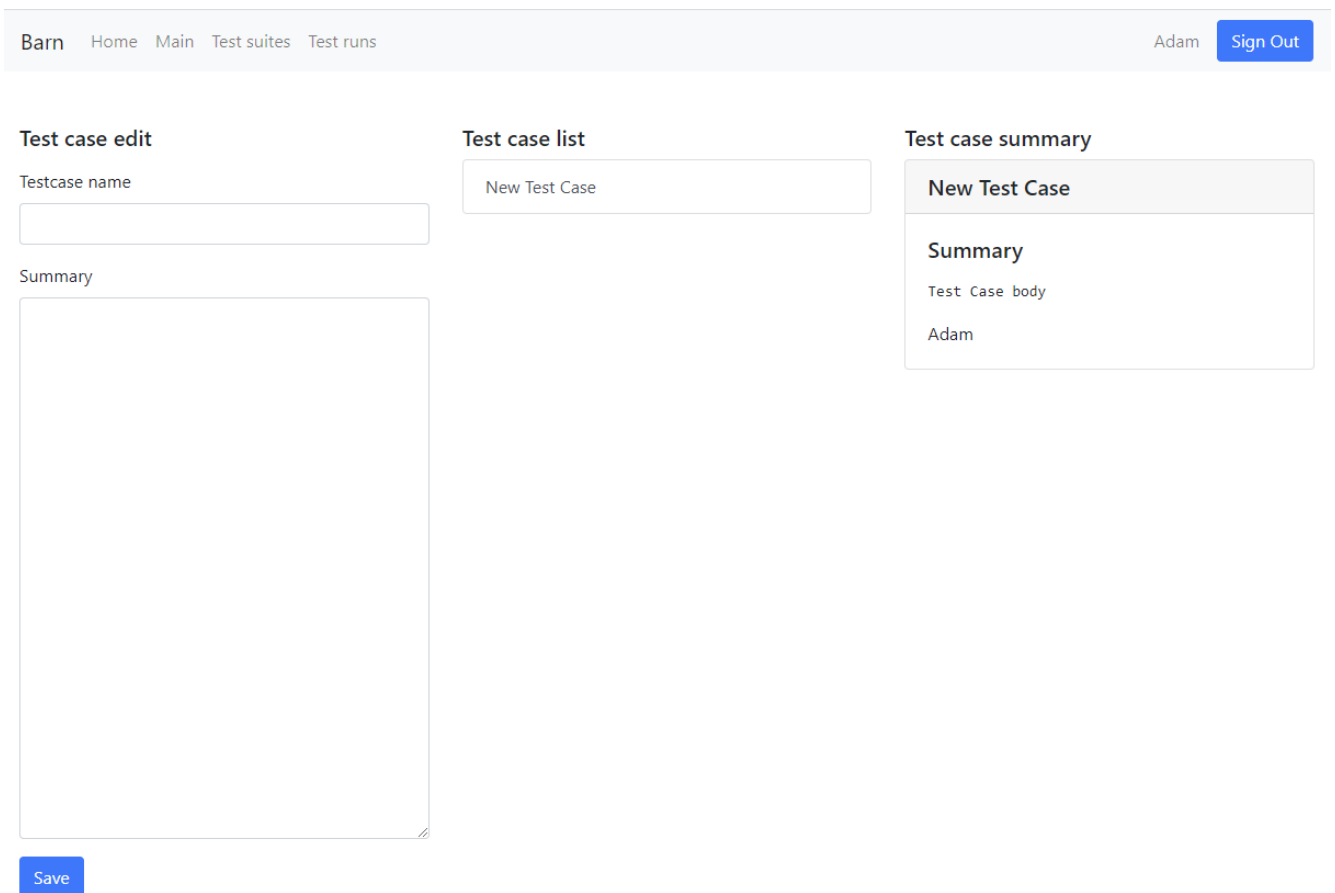 Barn Home Main Test suites Test runs Adam Sign Out
Test case edit
Testcase name
Summary
Save
Test case list
New Test Case
Test case summary
New Test Case
Summary
Test Case body
Adam